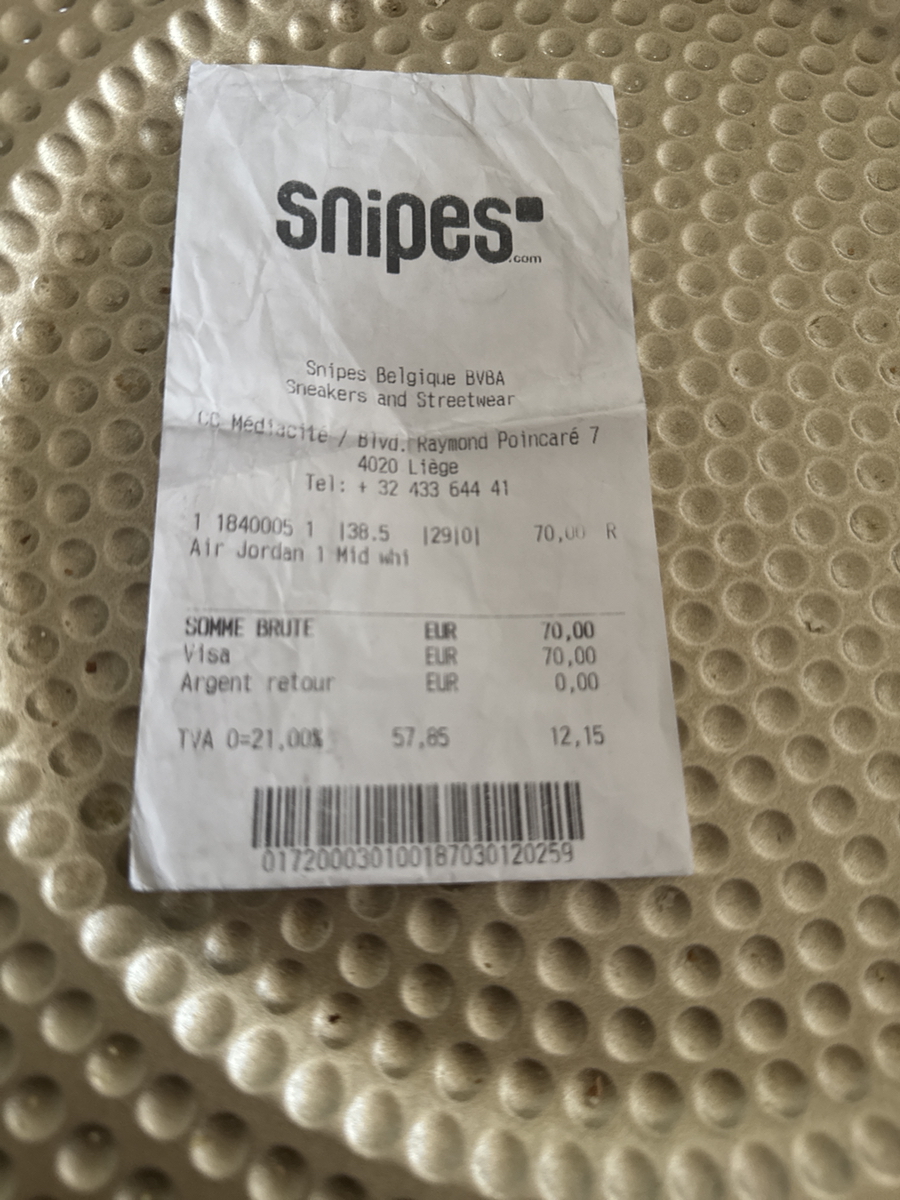 snipes
.com
Snipes Belgique BVBA
Sneakers and Streetwear
CC Médiacité / Blvd. Raymond Poincaré 7
4020 Liège
Tel: + 32 433 644 41
1 1840005 1 |38.5 |29|0| 70,00 R
Air Jordan 1 Mid whi
SOMME BRUTE EUR 70,00
Visa EUR 70,00
Argent retour EUR 0,00
TVA 0=21,00% 57,85 12,15
017200030100187030120259